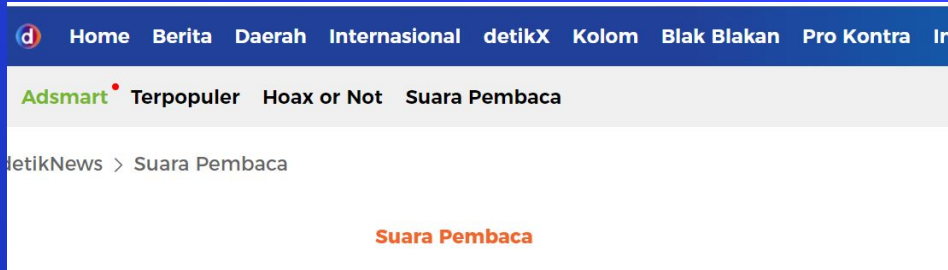 d Home Berita Daerah Internasional detikX Kolom Blak Blakan Pro Kontra
Adsmart Terpopuler Hoax or Not Suara Pembaca
detikNews > Suara Pembaca
Suara Pembaca